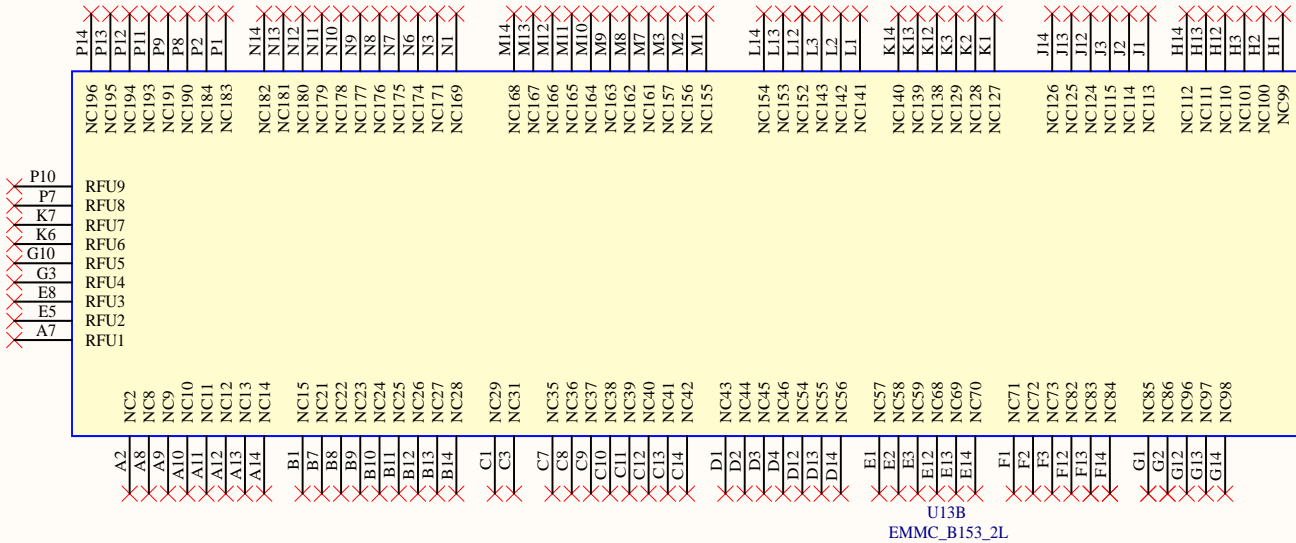 P14 P13 P12 P11 P9 P8 P2 P1 N14 N13 N12 N11 N10 N9 N8 N7 N6 N3 N1 M14 M13 M12 M11 M10 M9 M8 M7 M3 M2 M1 L14 L13 L12 L3 L2 L1 K14 K13 K12 K3 K2 K1 J14 J13 J12 J3 J2 J1 H14 H13 H12 H3 H2 H1
NC196 NC195 NC194 NC193 NC191 NC190 NC184 NC183 NC182 NC181 NC180 NC179 NC178 NC177 NC176 NC175 NC174 NC171 NC169 NC168 NC167 NC166 NC165 NC164 NC163 NC162 NC161 NC157 NC156 NC155 NC154 NC153 NC152 NC143 NC142 NC141 NC140 NC139 NC138 NC129 NC128 NC127 NC126 NC125 NC124 NC115 NC114 NC113 NC112 NC111 NC110 NC101 NC100 NC99
P10 RFU9
P7 RFU8
K7 RFU7
K6 RFU6
G10 RFU5
G3 RFU4
E8 RFU3
E5 RFU2
A7 RFU1
NC2 NC8 NC9 NC10 NC11 NC12 NC13 NC14 NC15 NC21 NC22 NC23 NC24 NC25 NC26 NC27 NC28 NC29 NC31 NC35 NC36 NC37 NC38 NC39 NC40 NC41 NC42 NC43 NC44 NC45 NC46 NC54 NC55 NC56 NC57 NC58 NC59 NC68 NC69 NC70 NC71 NC72 NC73 NC82 NC83 NC84 NC85 NC86 NC96 NC97 NC98
A2 A8 A9 A10 A11 A12 A13 A14 B1 B7 B8 B9 B10 B11 B12 B13 B14 C1 C3 C7 C8 C9 C10 C11 C12 C13 C14 D1 D2 D3 D4 D12 D13 D14 E1 E2 E3 E12 E13 E14 F1 F2 F3 F12 F13 F14 G1 G2 G12 G13 G14
U13B
EMMC_B153_2L